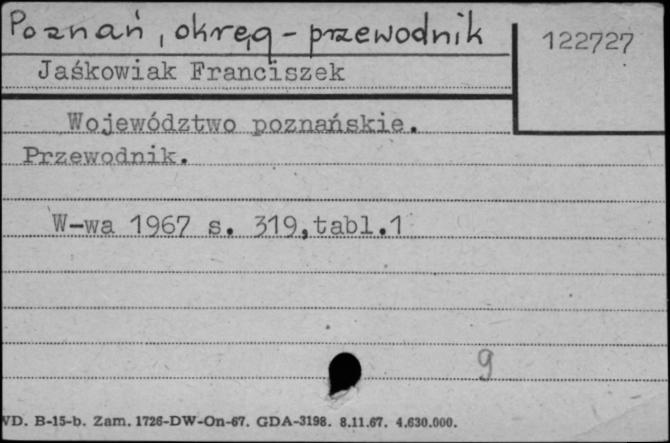 Poznań, okręg - przewodnik
122727
Jaśkowiak Franciszek
Województwo poznańskie.
Przewodnik.
W-wa 1967 s. 319,tabl.1
9
WD. B-15-b. Zam. 1726-DW-On-67. GDA-3198. 8.11.67. 4.630.000.